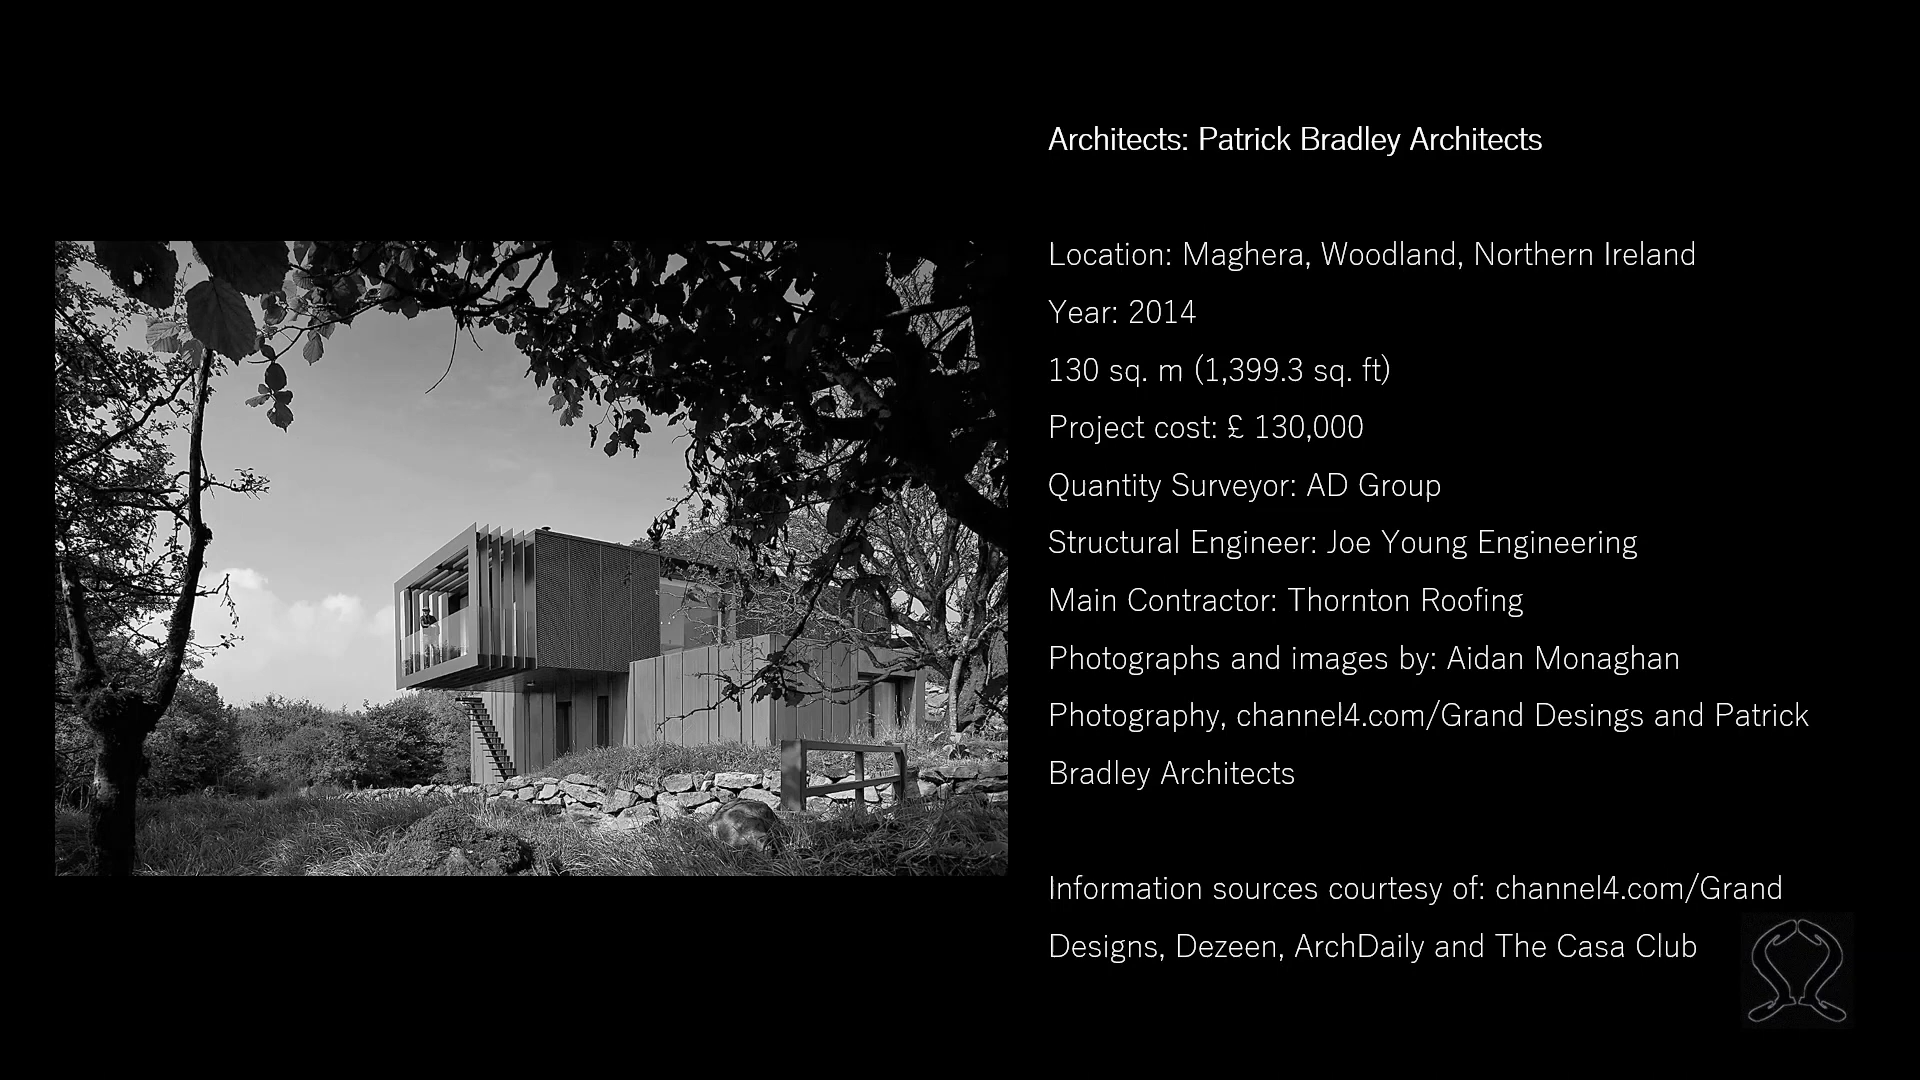 Architects: Patrick Bradley Architects
Location: Maghera, Woodland, Northern Ireland
Year: 2014
130 sq. m (1,399.3 sq. ft)
Project cost: £ 130,000
Quantity Surveyor: AD Group
Structural Engineer: Joe Young Engineering
Main Contractor: Thornton Roofing
Photographs and images by: Aidan Monaghan
Photography, channel4.com/Grand Desings and Patrick
Bradley Architects
Information sources courtesy of: channel4.com/Grand
Designs, Dezeen, ArchDaily and The Casa Club